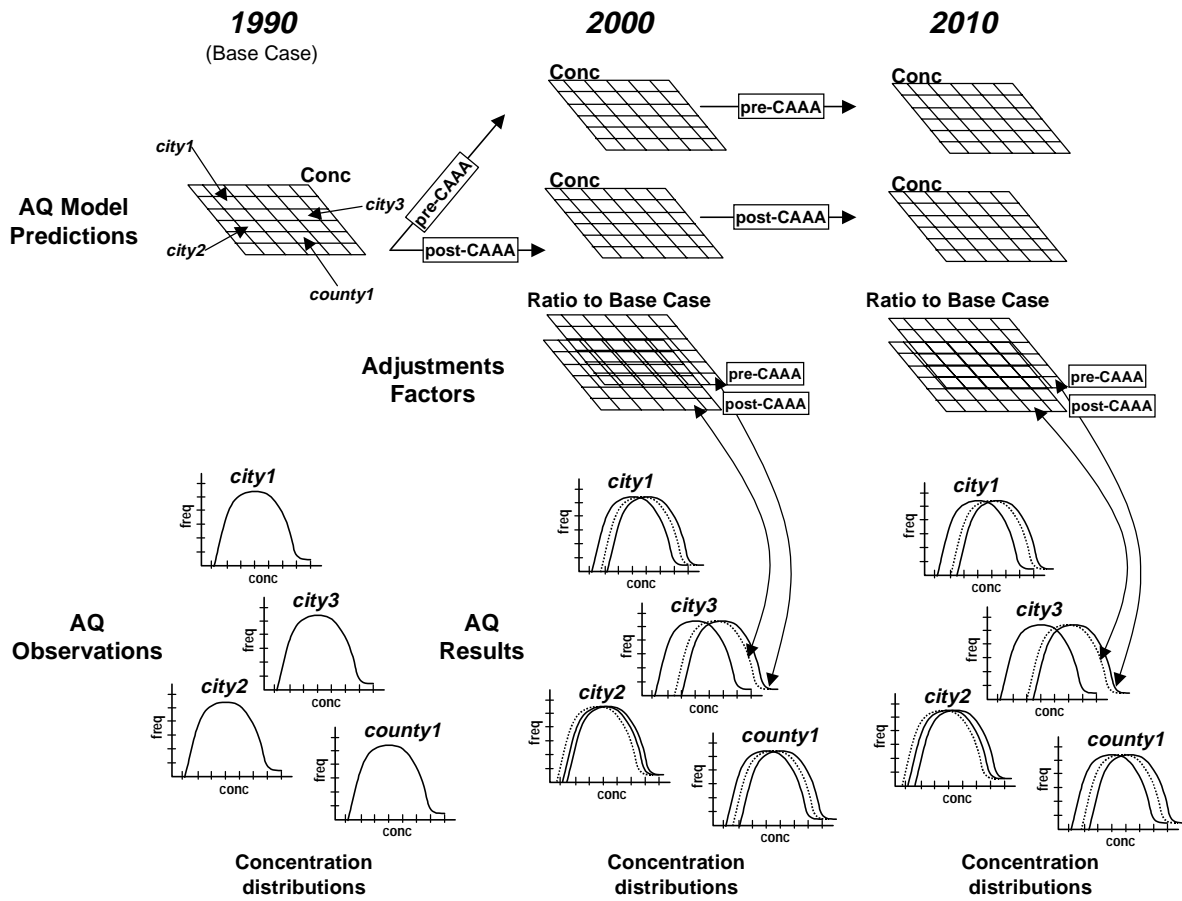 1990
(Base Case)
2000
2010
AQ Model
Predictions
city1
Conc
city3
city2
county1
pre-CAAA
post-CAAA
Conc
pre-CAAA
Conc
Conc
post-CAAA
Conc
Adjustments
Factors
Ratio to Base Case
pre-CAAA
post-CAAA
Ratio to Base Case
pre-CAAA
post-CAAA
AQ
Observations
city1
freq
conc
city3
freq
conc
city2
freq
conc
county1
freq
conc
Concentration
distributions
AQ
Results
city1
freq
conc
city3
freq
conc
city2
freq
conc
county1
freq
conc
Concentration
distributions
city1
freq
conc
city3
freq
conc
city2
freq
conc
county1
freq
conc
Concentration
distributions